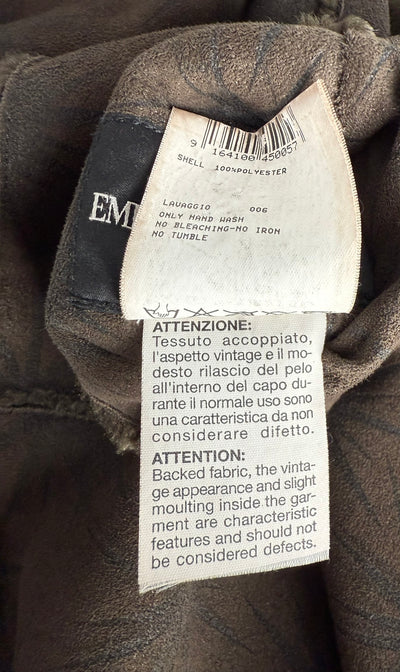 9 164100 450057
SHELL 100%POLYESTER
EM
LAVAGGIO 006
ONLY HAND WASH
NO BLEACHING-NO IRON
NO TUMBLE
ATTENZIONE:
Tessuto accoppiato,
l'aspetto vintage e il mo-
desto rilascio del pelo
all'interno del capo du-
rante il normale uso sono
una caratteristica da non
considerare difetto.
ATTENTION:
Backed fabric, the vinta-
ge appearance and slight
moulting inside the gar-
ment are characteristic
features and should not
be considered defects.